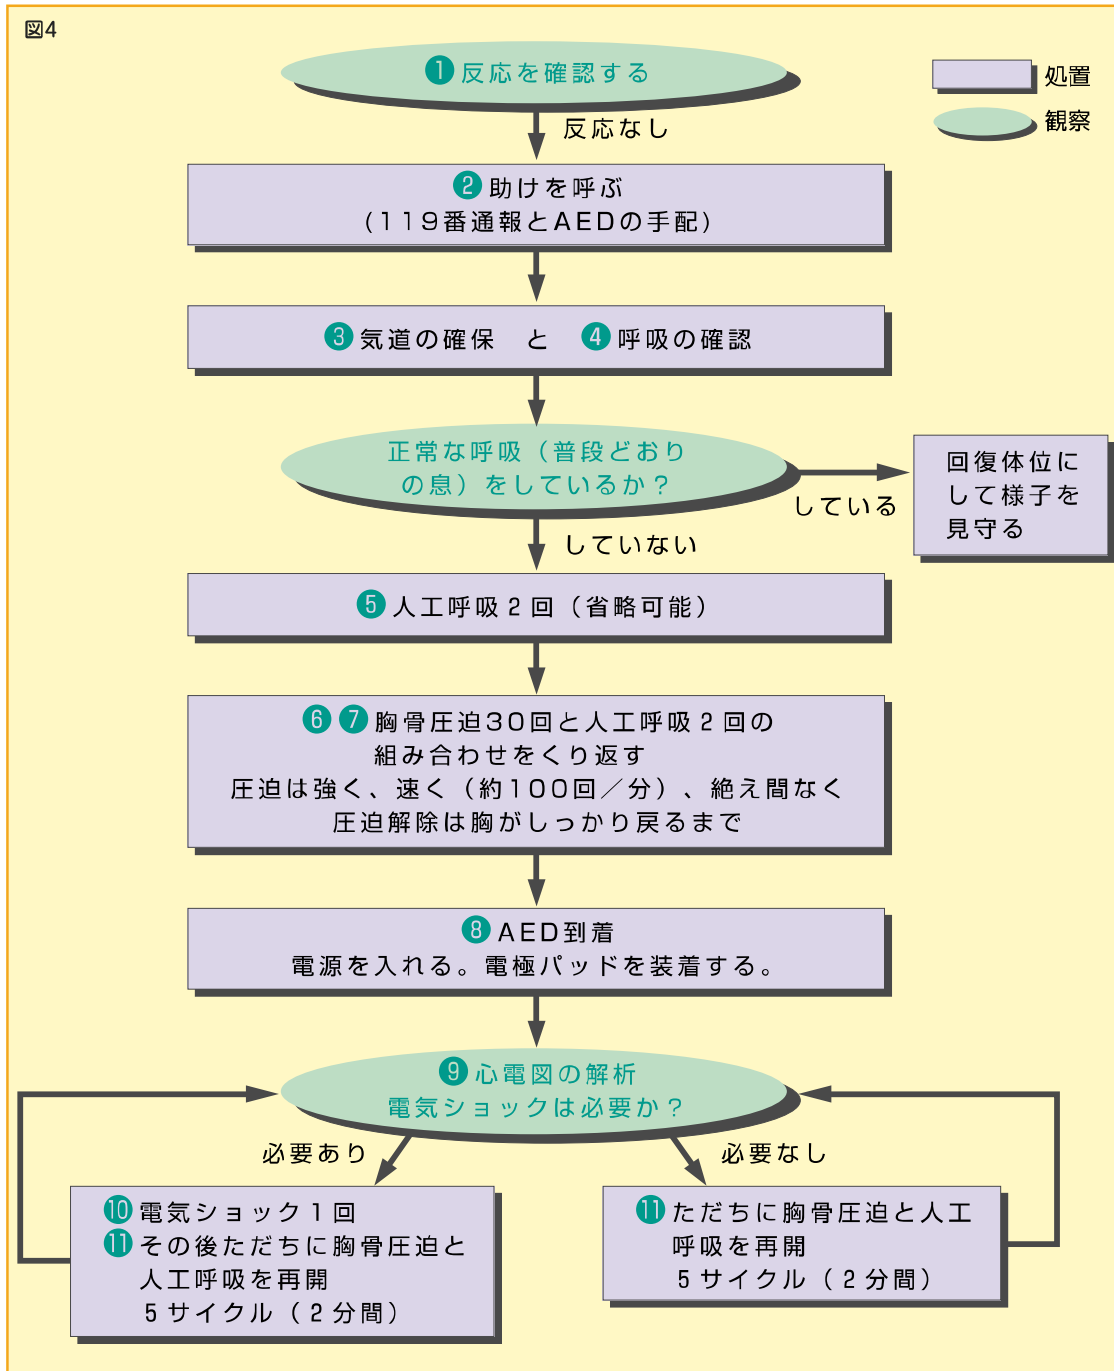 図4
❶反応を確認する
処置
観察
反応なし
❷助けを呼ぶ
(119番通報とAEDの手配)
❸気道の確保 と ❹呼吸の確認
正常な呼吸(普段どおり
の息)をしているか?
している
回復体位に
して様子を
見守る
していない
❺人工呼吸2回(省略可能)
❻❼胸骨圧迫30回と人工呼吸2回の
組み合わせをくり返す
圧迫は強く、速く(約100回/分)、絶え間なく
圧迫解除は胸がしっかり戻るまで
❽AED到着
電源を入れる。電極パッドを装着する。
❾心電図の解析
電気ショックは必要か?
必要あり
必要なし
❿電気ショック1回
⓫その後ただちに胸骨圧迫と
人工呼吸を再開
5サイクル(2分間)
⓫ただちに胸骨圧迫と人工
呼吸を再開
5サイクル(2分間)